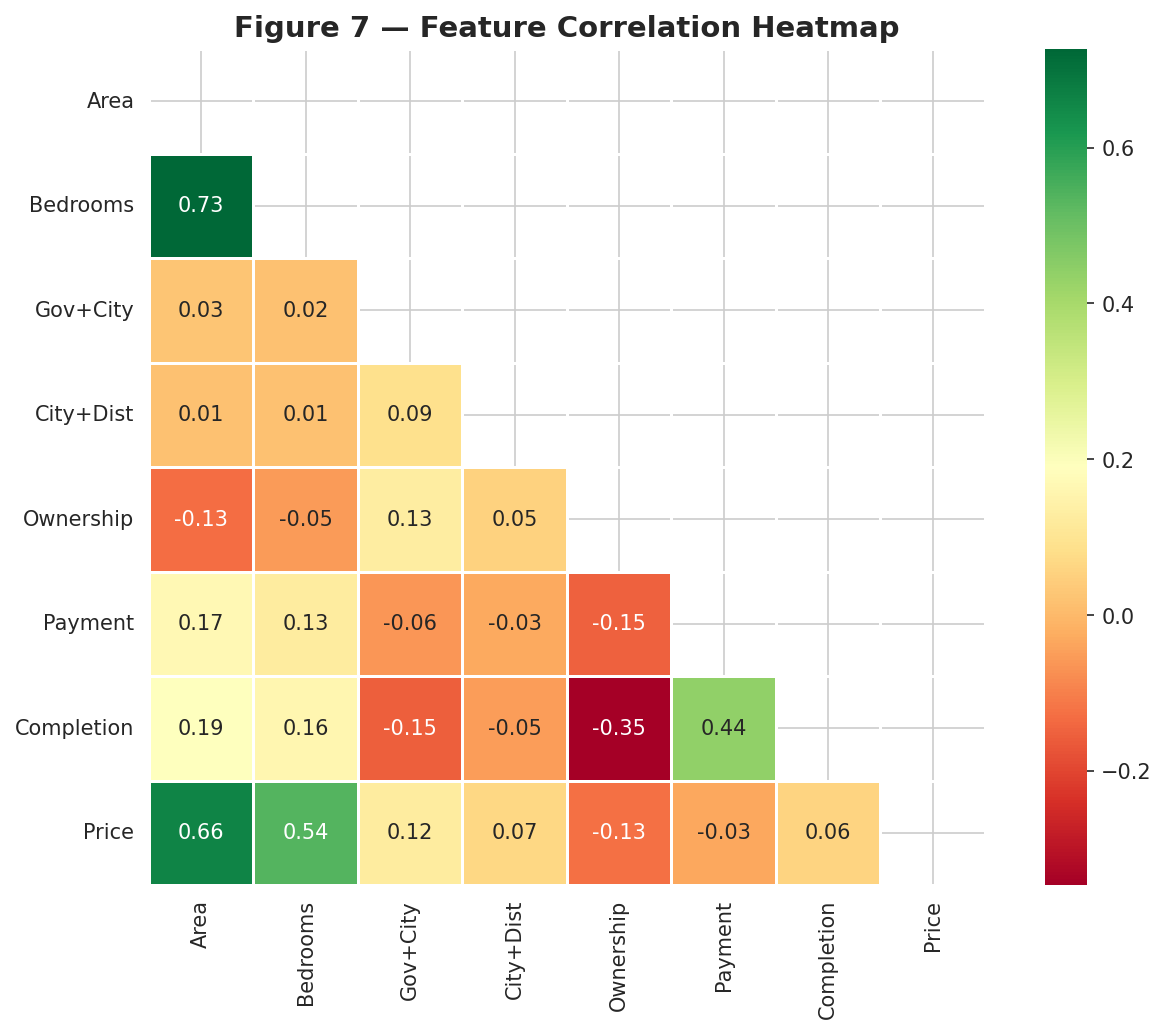 Figure 7 — Feature Correlation Heatmap
Area
Bedrooms 0.73
Gov+City 0.03 0.02
City+Dist 0.01 0.01 0.09
Ownership -0.13 -0.05 0.13 0.05
Payment 0.17 0.13 -0.06 -0.03 -0.15
Completion 0.19 0.16 -0.15 -0.05 -0.35 0.44
Price 0.66 0.54 0.12 0.07 -0.13 -0.03 0.06
Area Bedrooms Gov+City City+Dist Ownership Payment Completion Price
0.6
0.4
0.2
0.0
−0.2